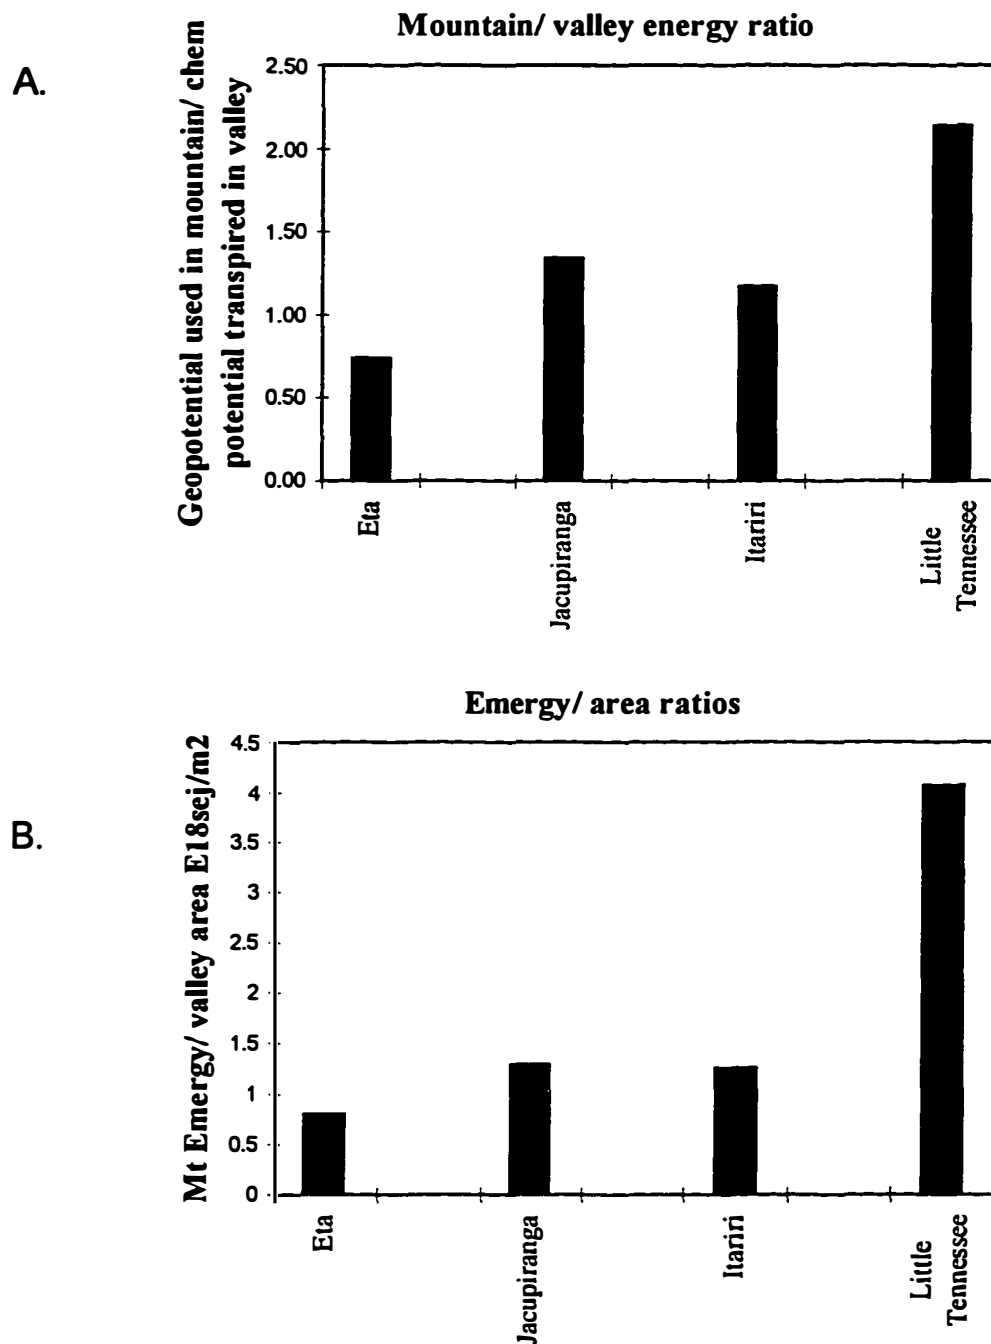 A.
Mountain/ valley energy ratio
Geopotential used in mountain/ chem
potential transpired in valley
2.50
2.00
1.50
1.00
0.50
0.00
Eta
Jacupiranga
Itariri
Little
Tennessee
B.
Emergy/ area ratios
Mt Emergy/ valley area E18sej/m2
4.5
4
3.5
3
2.5
2
1.5
1
0.5
0
Eta
Jacupiranga
Itariri
Little
Tennessee